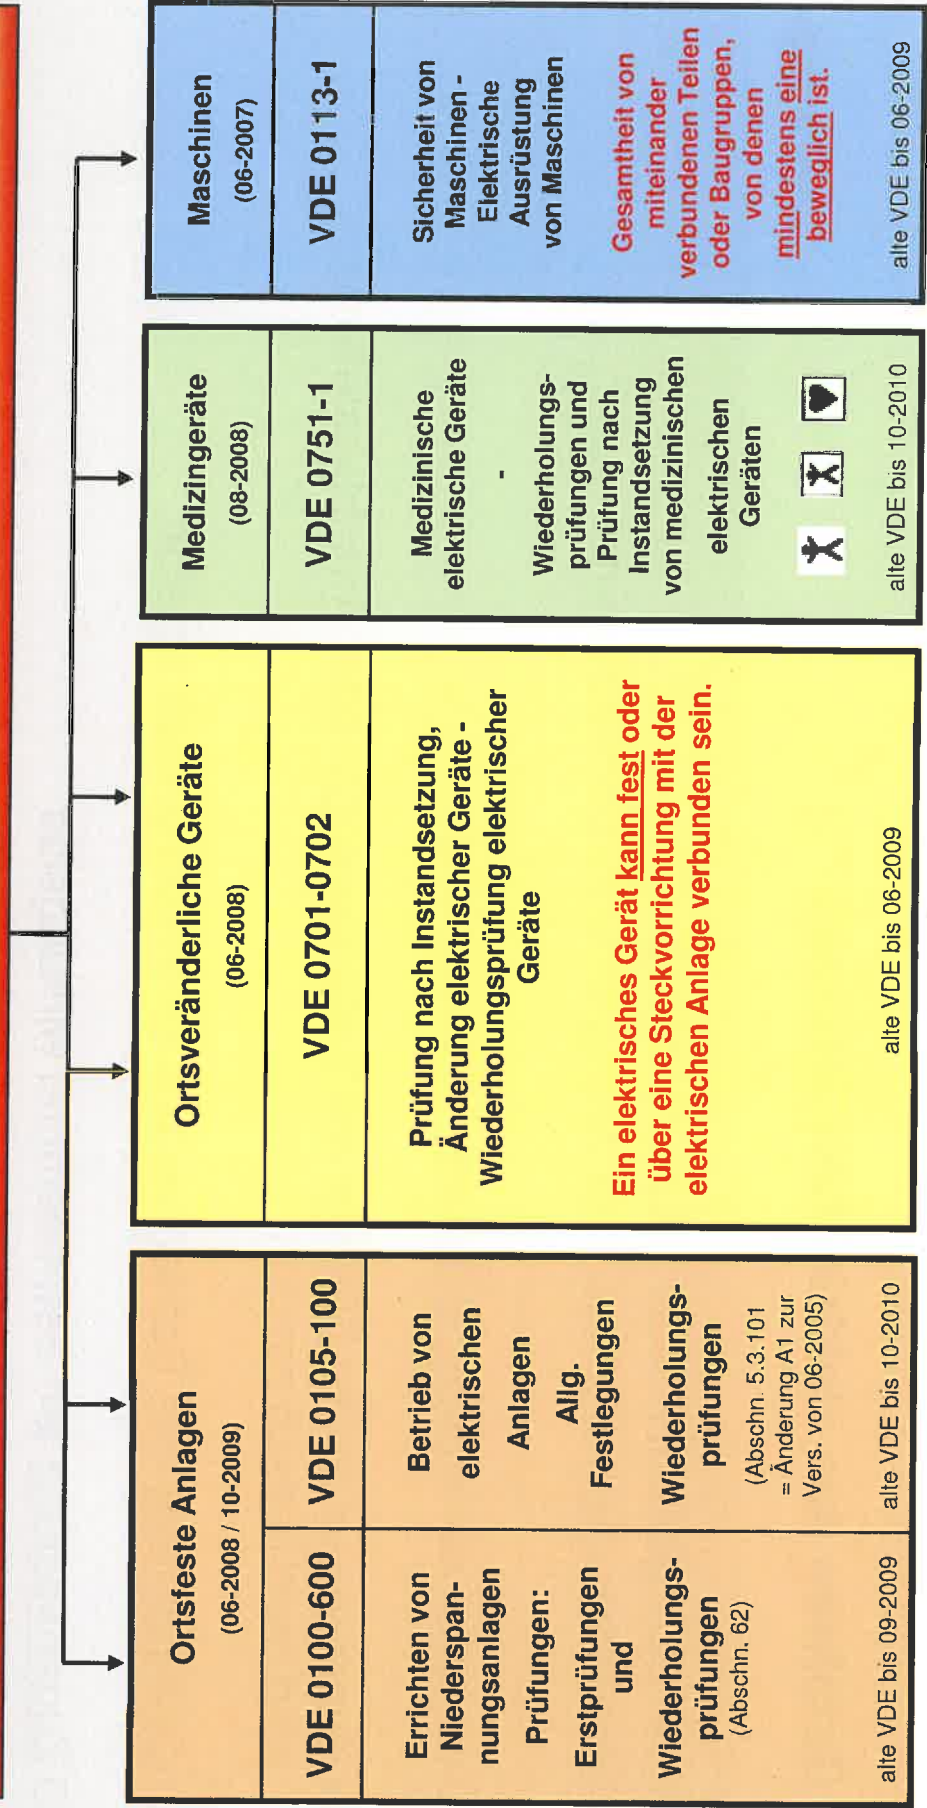 Ortsfeste Anlagen
(06-2008 / 10-2009)
VDE 0100-600
Errichten von
Niederspan-
nungsanlagen
Prüfungen:
Erstprüfungen
und
Wiederholungs-
prüfungen
(Abschn. 62)
alte VDE bis 09-2009
VDE 0105-100
Betrieb von
elektrischen
Anlagen
Allg.
Festlegungen
Wiederholungs-
prüfungen
(Abschn. 5.3.101
= Änderung A1 zur
Vers. von 06-2005)
alte VDE bis 10-2010
Ortsveränderliche Geräte
(06-2008)
VDE 0701-0702
Prüfung nach Instandsetzung,
Änderung elektrischer Geräte -
Wiederholungsprüfung elektrischer
Geräte
Ein elektrisches Gerät kann fest oder
über eine Steckvorrichtung mit der
elektrischen Anlage verbunden sein.
alte VDE bis 06-2009
Medizingeräte
(08-2008)
VDE 0751-1
Medizinische
elektrische Geräte
-
Wiederholungs-
prüfungen und
Prüfung nach
Instandsetzung
von medizinischen
elektrischen
Geräten
alte VDE bis 10-2010
Maschinen
(06-2007)
VDE 0113-1
Sicherheit von
Maschinen -
Elektrische
Ausrüstung
von Maschinen
Gesamtheit von
miteinander
verbundenen Teilen
oder Baugruppen,
von denen
mindestens eine
beweglich ist.
alte VDE bis 06-2009